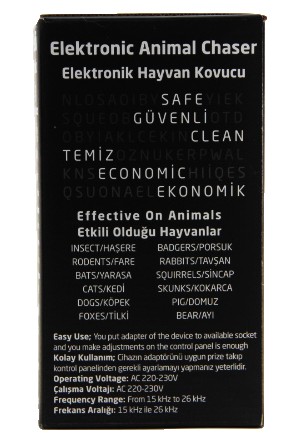 Elektronic Animal Chaser
Elektronik Hayvan Kovucu
SAFE
GÜVENLİ
CLEAN
TEMİZ
ECONOMIC
EKONOMİK
Effective On Animals
Etkili Olduğu Hayvanlar
INSECT/HAŞERE BADGERS/PORSUK
RODENTS/FARE RABBITS/TAVŞAN
BATS/YARASA SQUIRRELS/SİNCAP
CATS/KEDİ SKUNKS/KOKARCA
DOGS/KÖPEK PIG/DOMUZ
FOXES/TİLKİ BEAR/AYI
Easy Use; You put adapter of the device to available socket
and you make adjustments on the control panel is enough
Kolay Kullanım; Cihazın adaptörünü uygun prize takıp
kontrol panelinden gerekli ayarlamayı yapmanız yeterlidir.
Operating Voltage: AC 220-230V
Çalışma Voltajı: AC 220-230V
Frequency Range: From 15 kHz to 26 kHz
Frekans Aralığı: 15 kHz ile 26 kHz